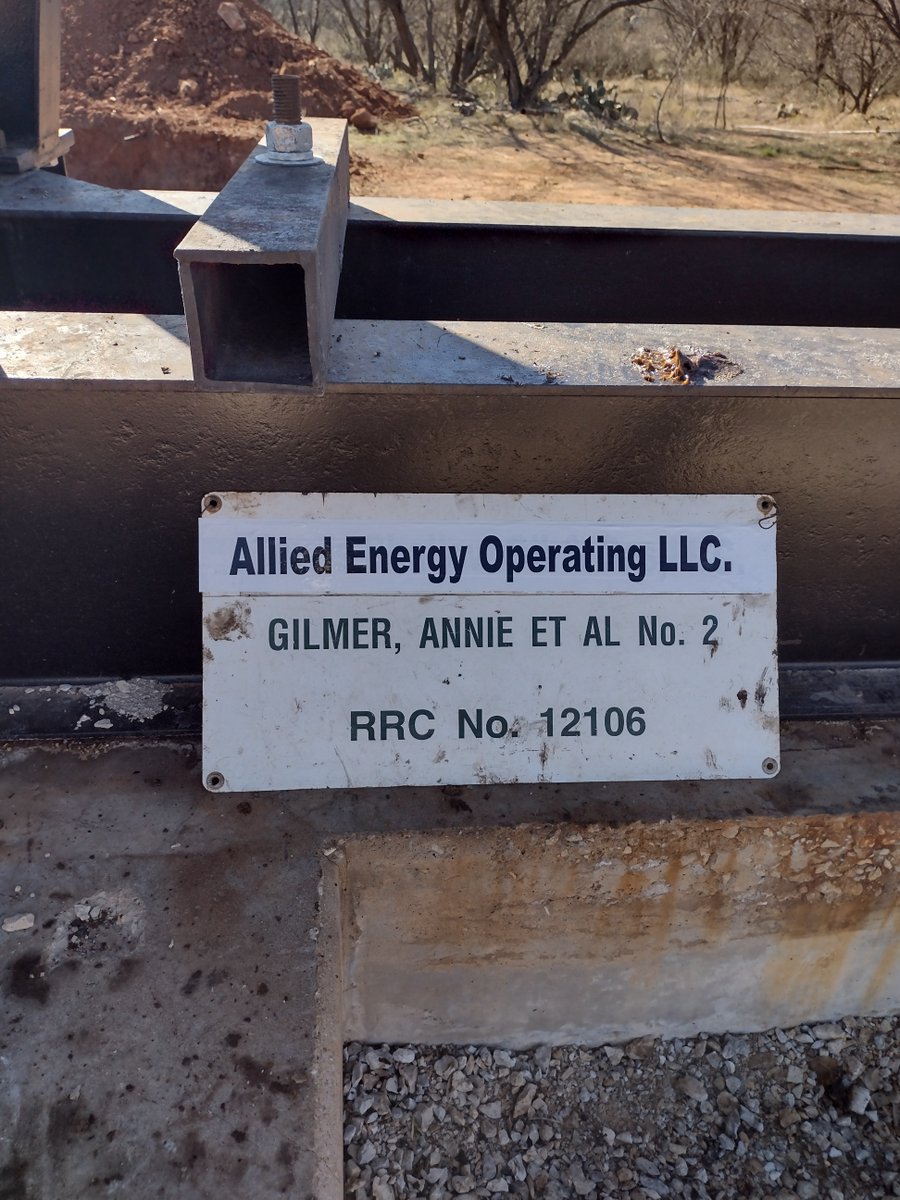 Allied Energy Operating LLC.
GILMER, ANNIE ET AL No. 2
RRC No. 12106